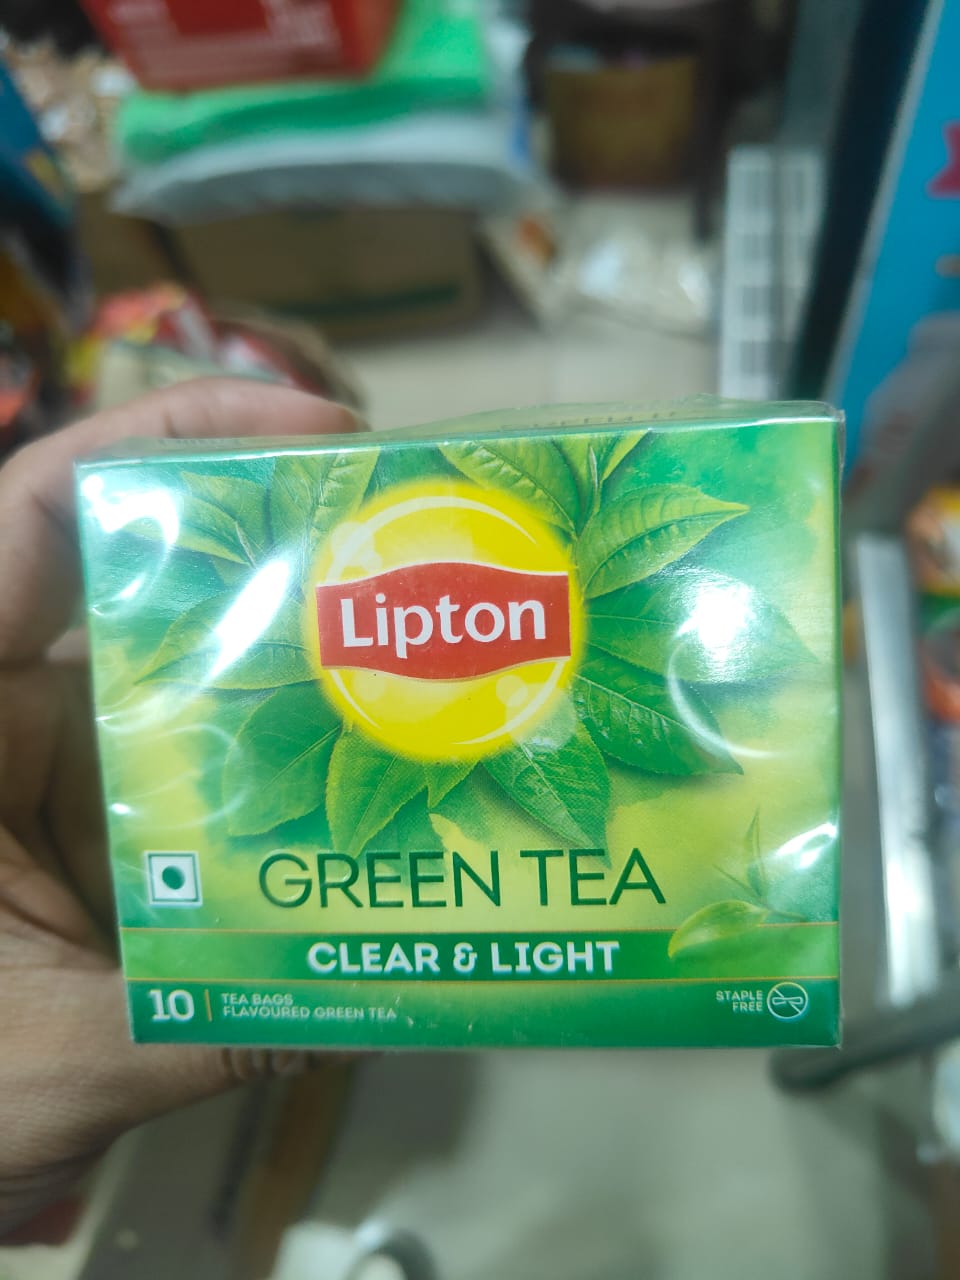 Lipton
GREEN TEA
CLEAR & LIGHT
10
TEA BAGS
FLAVOURED GREEN TEA
STAPLE
FREE